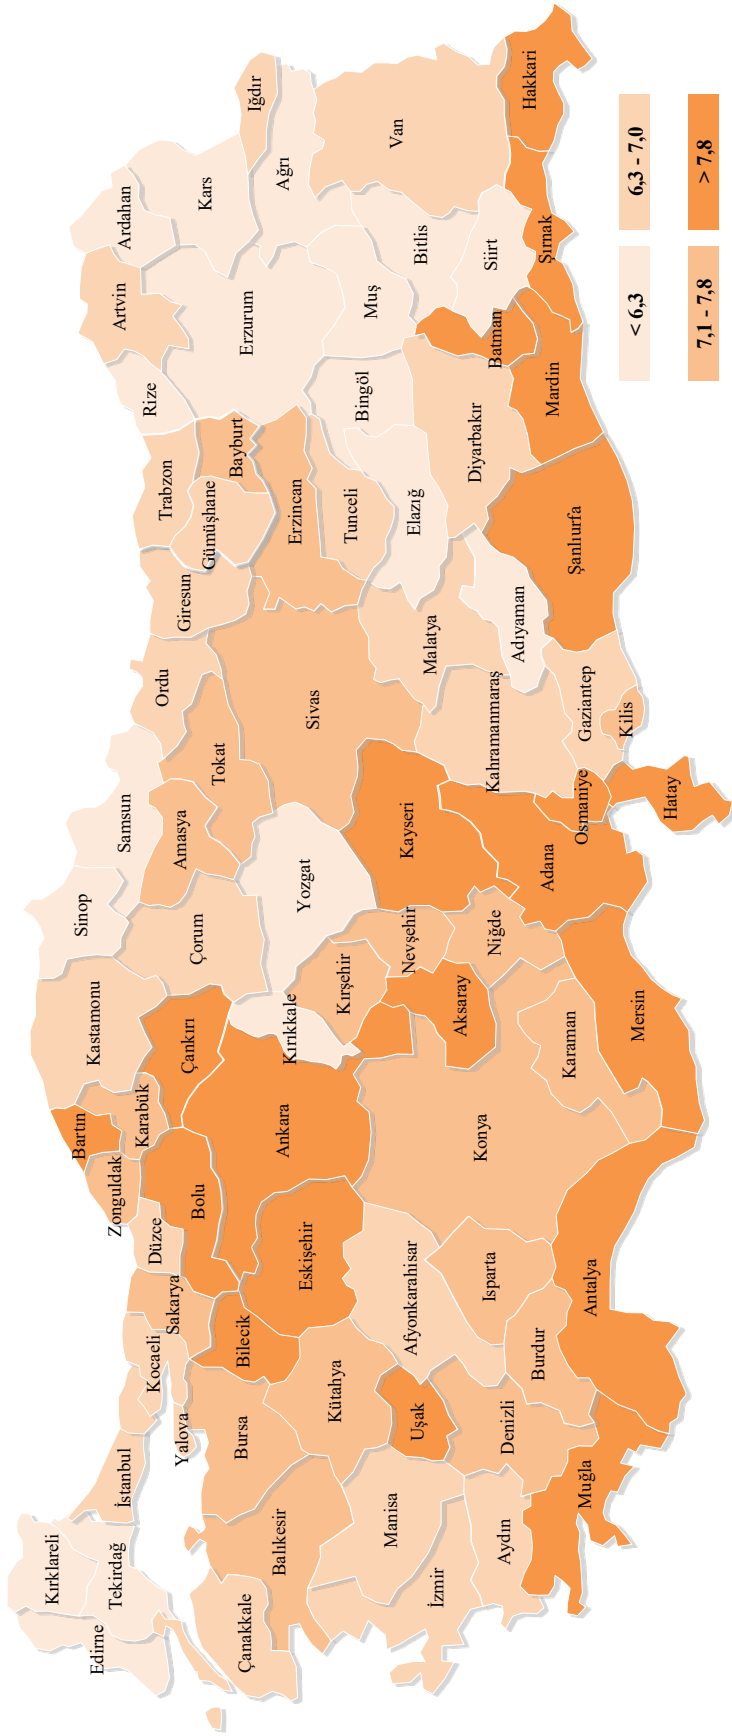 Kırklareli
Edirne
Tekirdağ
İstanbul
Çanakkale
Balıkesir
Bursa
Yalova
Kocaeli
Sakarya
Düzce
Bolu
Bilecik
Zonguldak
Bartın
Karabük
Kastamonu
Çankırı
Sinop
Samsun
Çorum
Amasya
Tokat
Ordu
Giresun
Gümüşhane
Trabzon
Bayburt
Rize
Artvin
Ardahan
Kars
Iğdır
Ağrı
Erzurum
Erzincan
Tunceli
Bingöl
Muş
Bitlis
Van
Hakkari
Şırnak
Siirt
Batman
Mardin
Diyarbakır
Elazığ
Malatya
Adıyaman
Şanlıurfa
Sivas
Yozgat
Kırıkkale
Kırşehir
Nevşehir
Kayseri
Kahramanmaraş
Gaziantep
Kilis
Osmaniye
Hatay
Adana
Niğde
Aksaray
Ankara
Eskişehir
Konya
Karaman
Mersin
Antalya
Isparta
Burdur
Afyonkarahisar
Kütahya
Uşak
Denizli
Manisa
İzmir
Aydın
Muğla
< 6,3
6,3 - 7,0
7,1 - 7,8
> 7,8